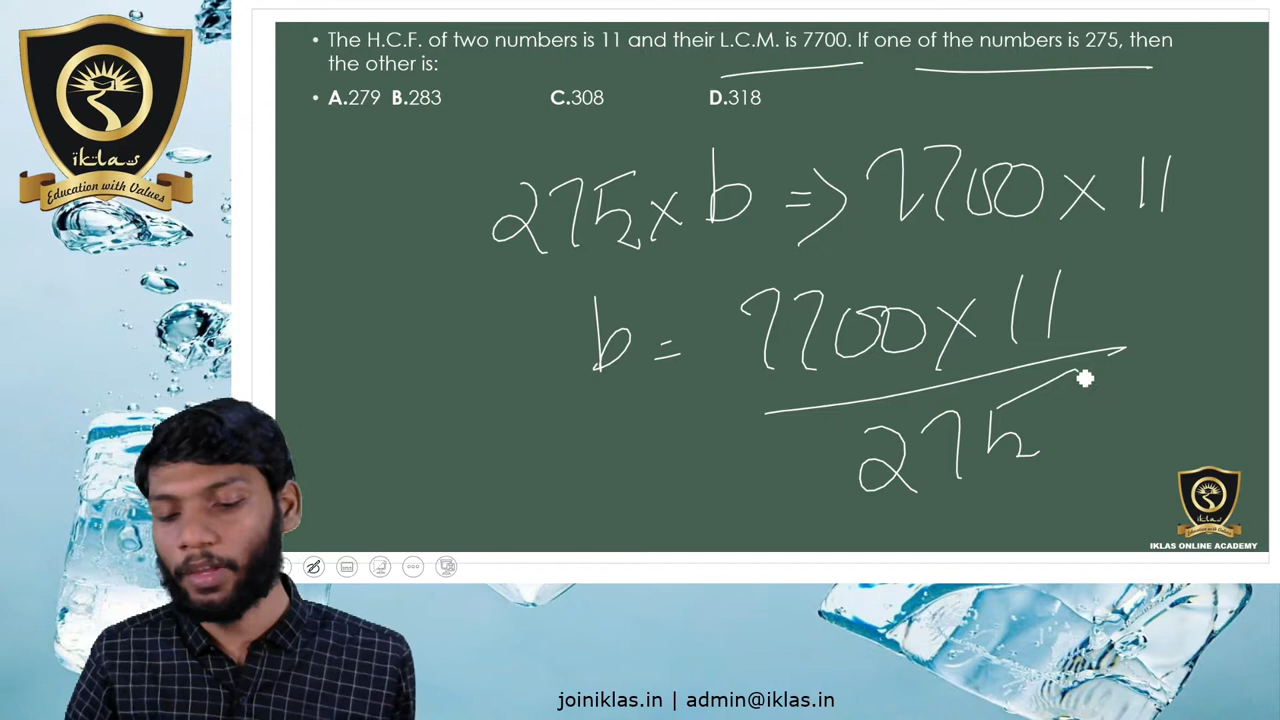 iklas
Education with Values
• The H.C.F. of two numbers is 11 and their L.C.M. is 7700. If one of the numbers is 275, then
the other is:
• A.279 B.283 C.308 D.318
275 x b => 7700 x 11
b = 7700 x 11
275
IKLAS ONLINE ACADEMY
joiniklas.in | admin@iklas.in